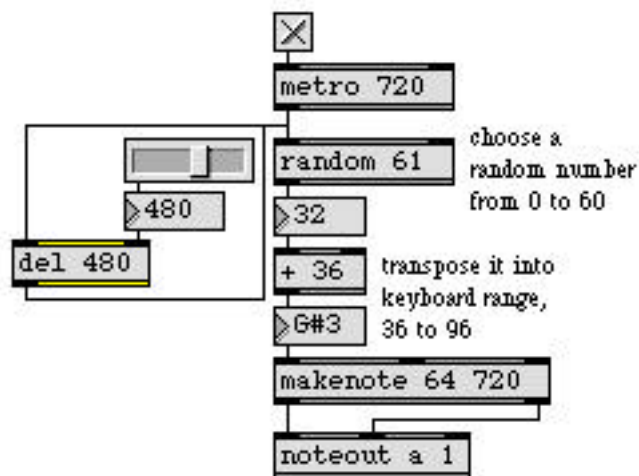 metro 720
choose a
random number
from 0 to 60
random 61
480
32
del 480
+ 36
transpose it into
keyboard range,
36 to 96
G#3
makenote 64 720
noteout a 1